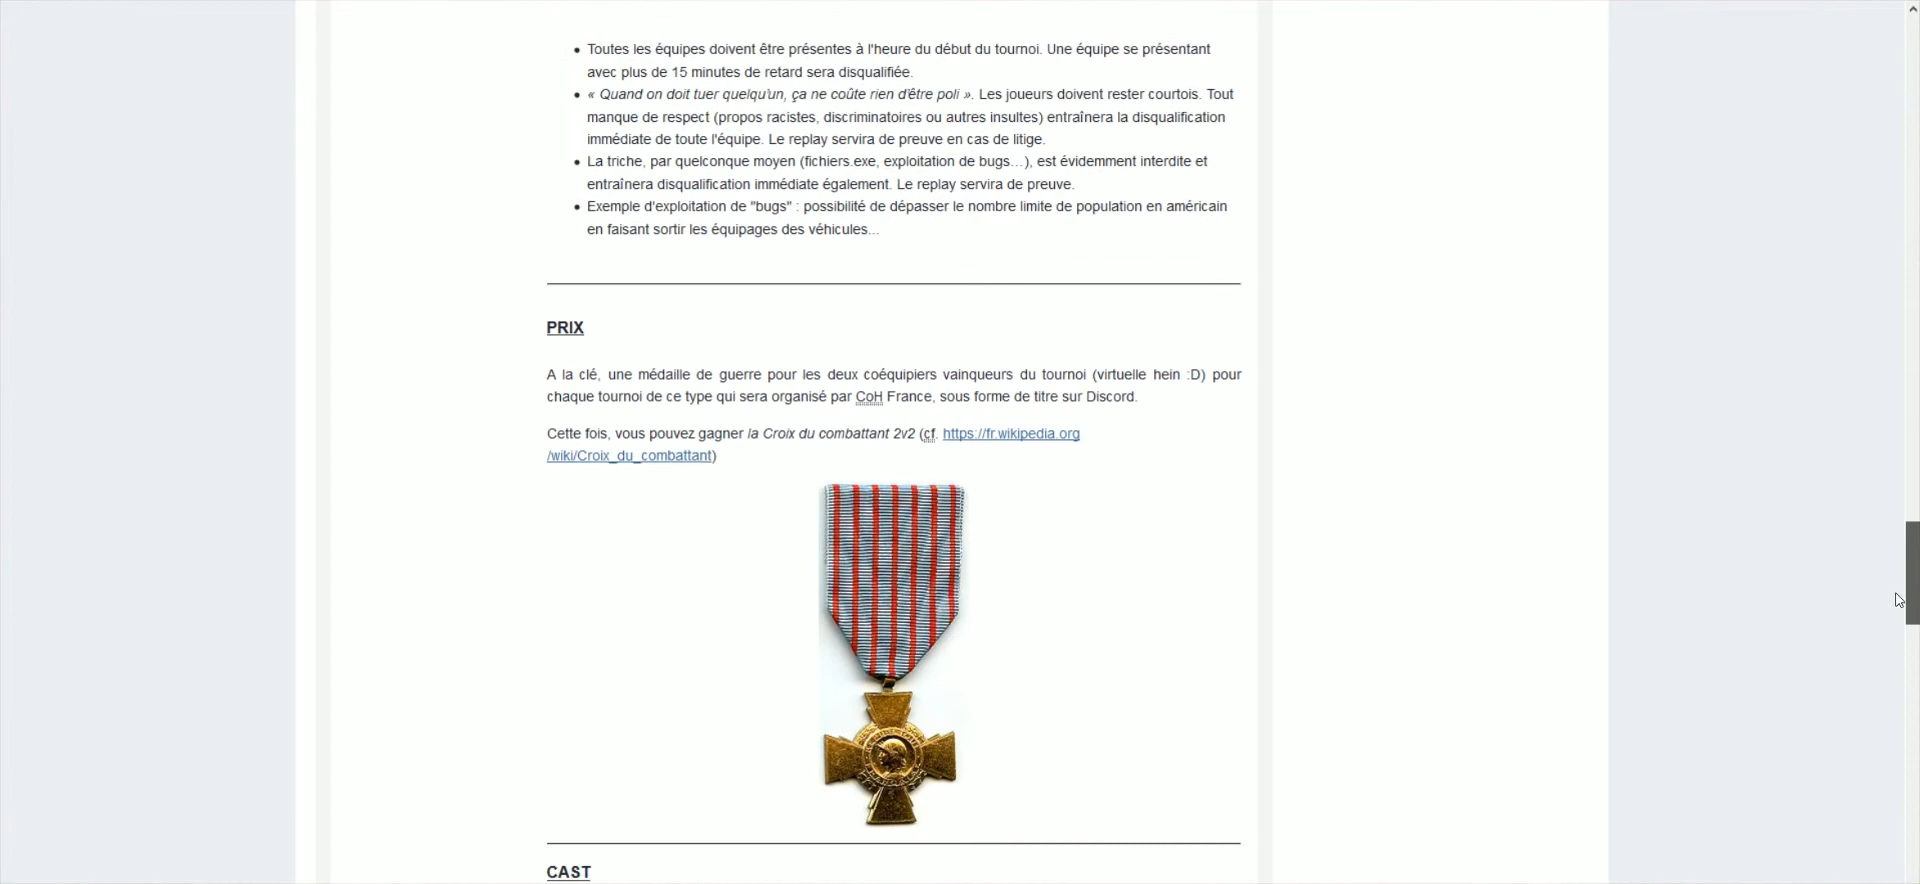 Toutes les équipes doivent être présentes à l'heure du début du tournoi. Une équipe se présentant
avec plus de 15 minutes de retard sera disqualifiée.
« Quand on doit tuer quelqu'un, ça ne coûte rien d'être poli ». Les joueurs doivent rester courtois. Tout
manque de respect (propos racistes, discriminatoires ou autres insultes) entraînera la disqualification
immédiate de toute l'équipe. Le replay servira de preuve en cas de litige.
La triche, par quelconque moyen (fichiers.exe, exploitation de bugs…), est évidemment interdite et
entraînera disqualification immédiate également. Le replay servira de preuve.
Exemple d'exploitation de "bugs" : possibilité de dépasser le nombre limite de population en américain
en faisant sortir les équipages des véhicules...
PRIX
A la clé, une médaille de guerre pour les deux coéquipiers vainqueurs du tournoi (virtuelle hein :D) pour
chaque tournoi de ce type qui sera organisé par CoH France, sous forme de titre sur Discord.
Cette fois, vous pouvez gagner la Croix du combattant 2v2 (cf. https://fr.wikipedia.org
/wiki/Croix_du_combattant)
CAST